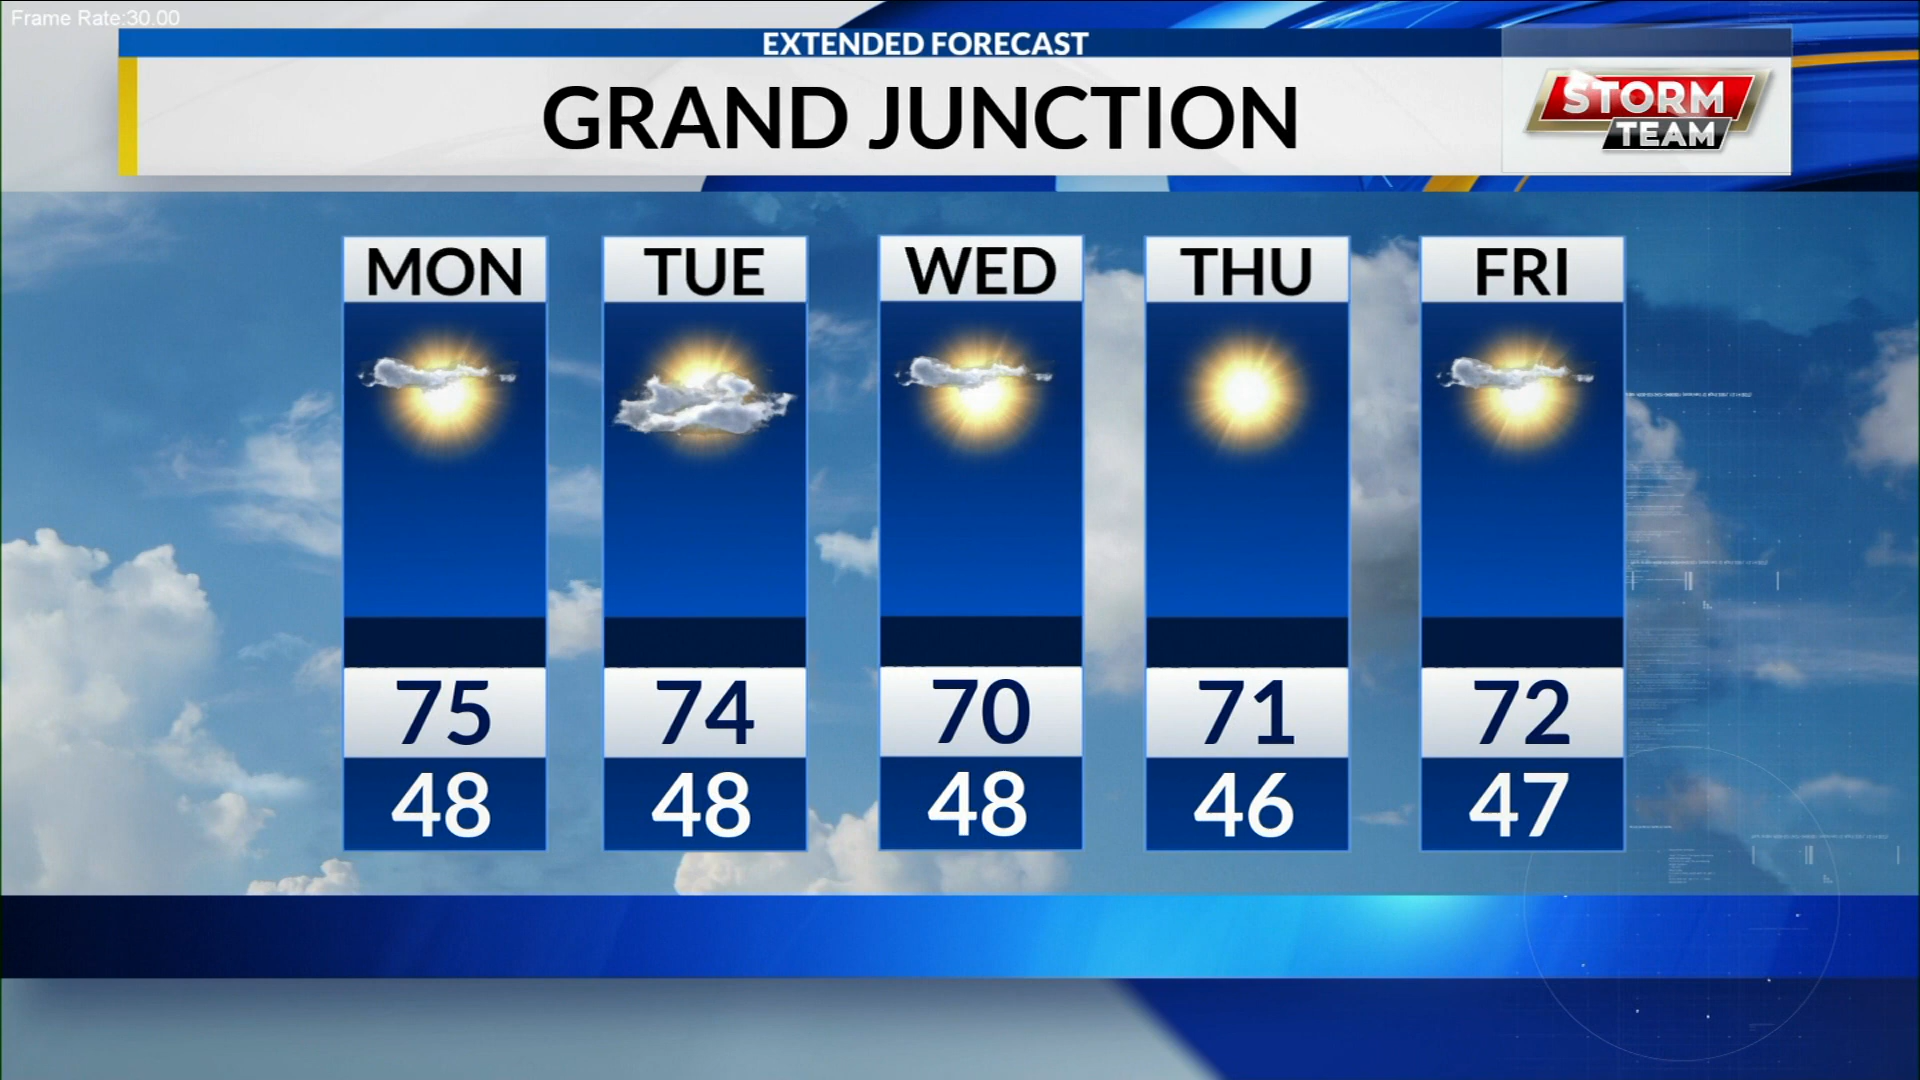 Frame Rate:30.00
EXTENDED FORECAST
GRAND JUNCTION
STORM
TEAM
MON TUE WED THU FRI
75 74 70 71 72
48 48 48 46 47